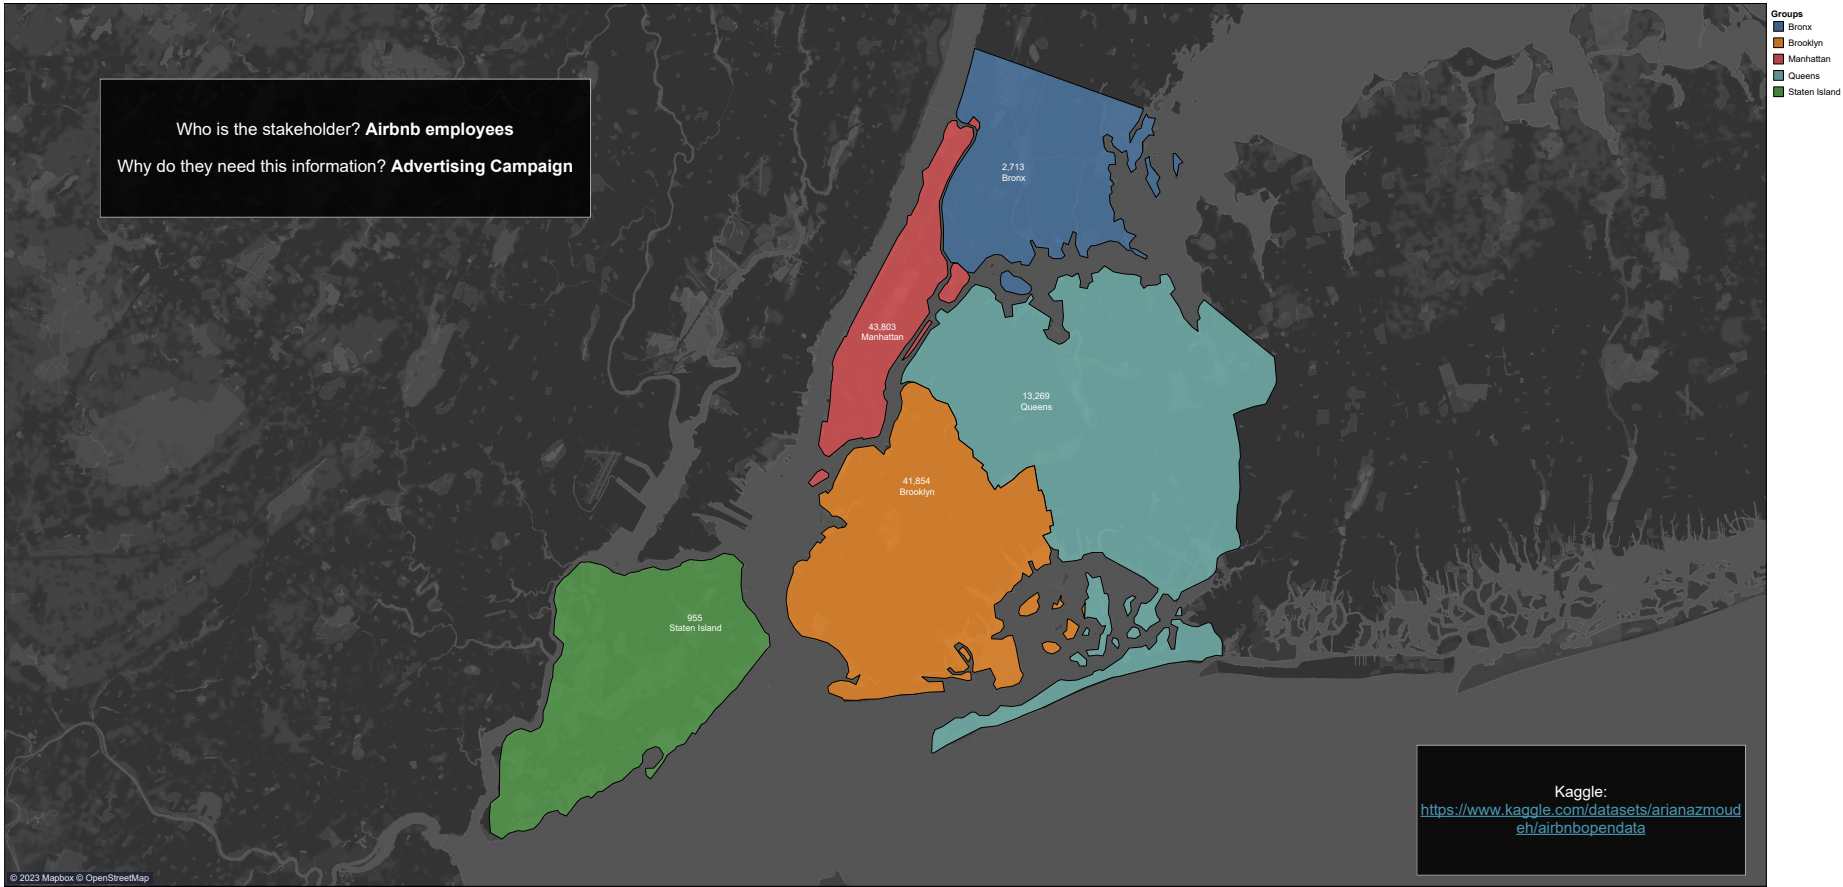 Groups
Bronx
Brooklyn
Manhattan
Queens
Staten Island
Who is the stakeholder? Airbnb employees
Why do they need this information? Advertising Campaign
2,713
Bronx
43,803
Manhattan
13,269
Queens
41,854
Brooklyn
955
Staten Island
Kaggle:
https://www.kaggle.com/datasets/arianazmoud
eh/airbnbopendata
© 2023 Mapbox © OpenStreetMap